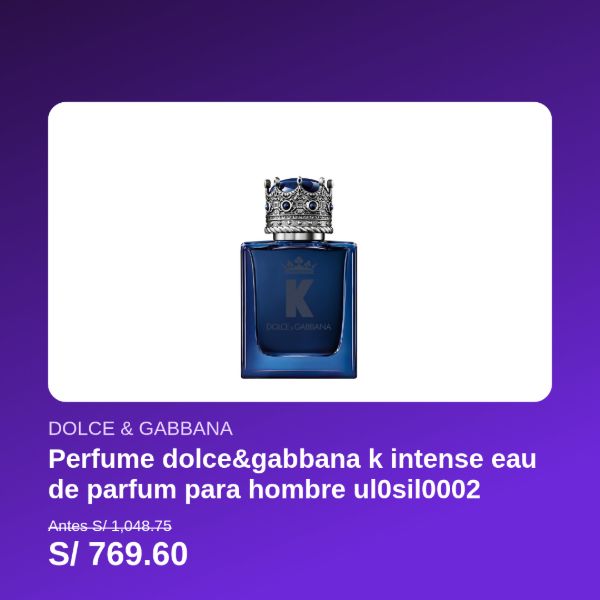 K
DOLCE & GABBANA
DOLCE & GABBANA
Perfume dolce&gabbana k intense eau
de parfum para hombre ul0sil0002
Antes S/ 1,048.75
S/ 769.60